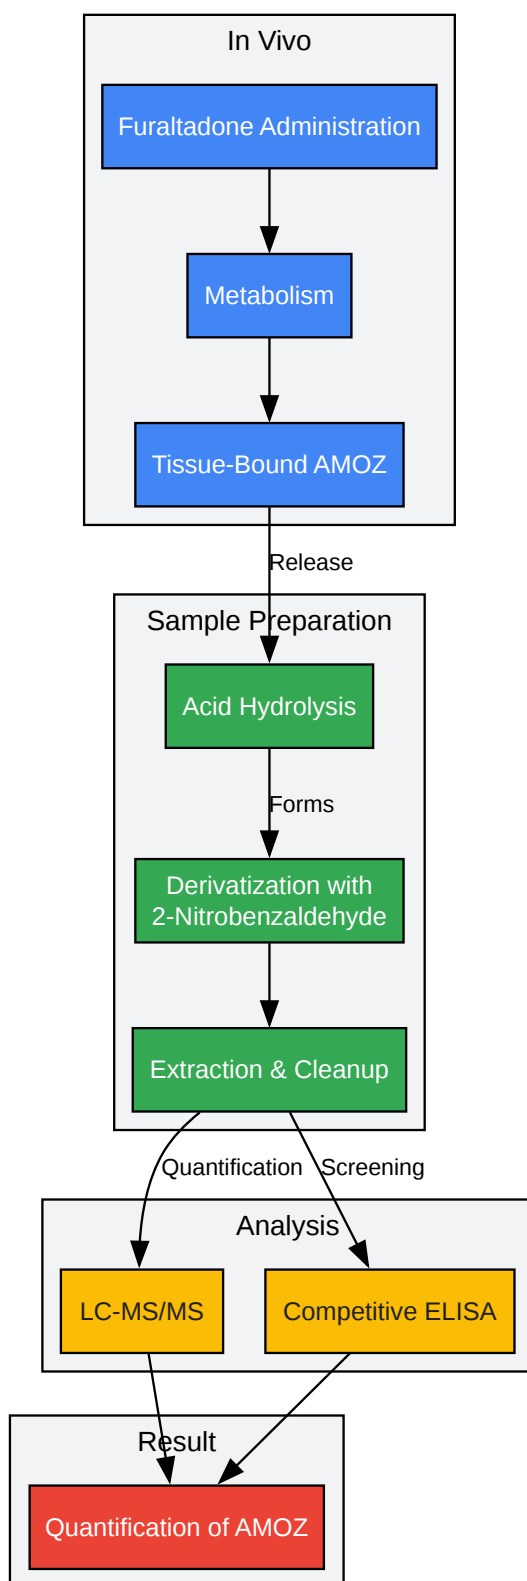 In Vivo
Furaltadone Administration
Metabolism
Tissue-Bound AMOZ
Release
Sample Preparation
Acid Hydrolysis
Forms
Derivatization with
2-Nitrobenzaldehyde
Extraction & Cleanup
Quantification
Screening
Analysis
LC-MS/MS
Competitive ELISA
Result
Quantification of AMOZ